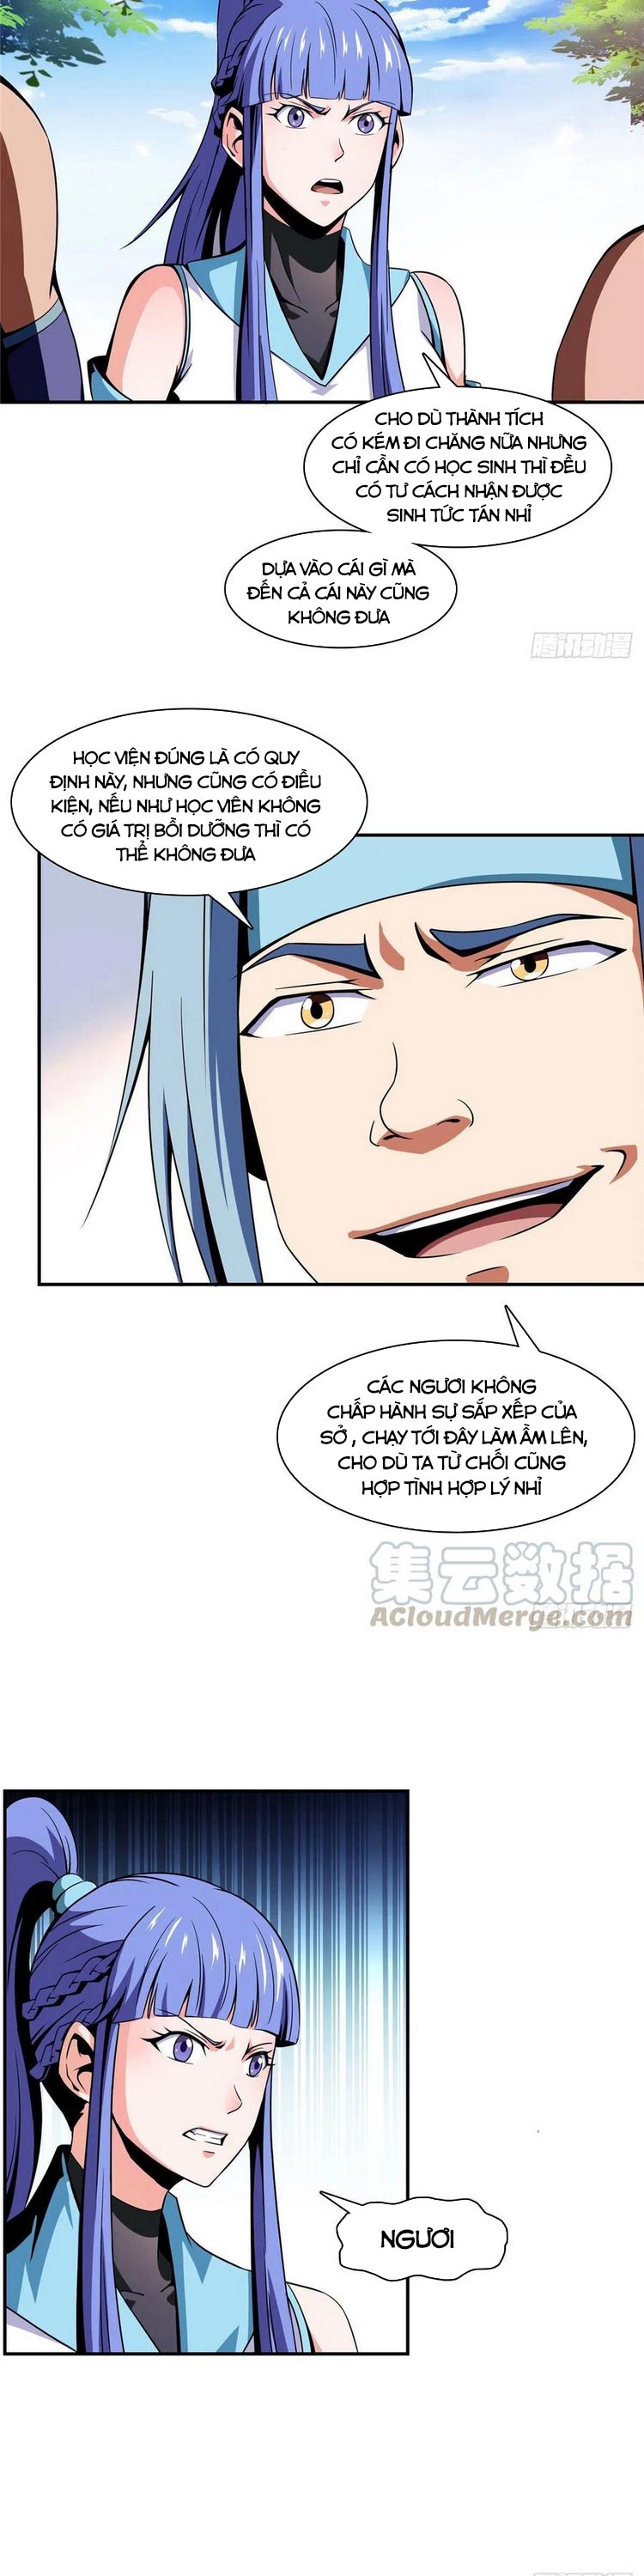 CHO DÙ THÀNH TÍCH
CÓ KÉM ĐI CHĂNG NỮA NHƯNG
CHỈ CẦN CÓ HỌC SINH THÌ ĐỀU
CÓ TƯ CÁCH NHẬN ĐƯỢC
SINH TỨC TÁN NHỈ
DỰA VÀO CÁI GÌ MÀ
ĐẾN CẢ CÁI NÀY CŨNG
KHÔNG ĐƯA
腾讯动漫
HỌC VIỆN ĐÚNG LÀ CÓ QUY
ĐỊNH NÀY, NHƯNG CŨNG CÓ ĐIỀU
KIỆN, NẾU NHƯ HỌC VIÊN KHÔNG
CÓ GIÁ TRỊ BỒI DƯỠNG THÌ CÓ
THỂ KHÔNG ĐƯA
CÁC NGƯƠI KHÔNG
CHẤP HÀNH SỰ SẮP XẾP CỦA
SỞ , CHẠY TỚI ĐÂY LÀM ẦM LÊN,
CHO DÙ TA TỪ CHỐI CŨNG
HỢP TÌNH HỢP LÝ NHỈ
集云数据
ACloudMerge.com
NGƯƠI